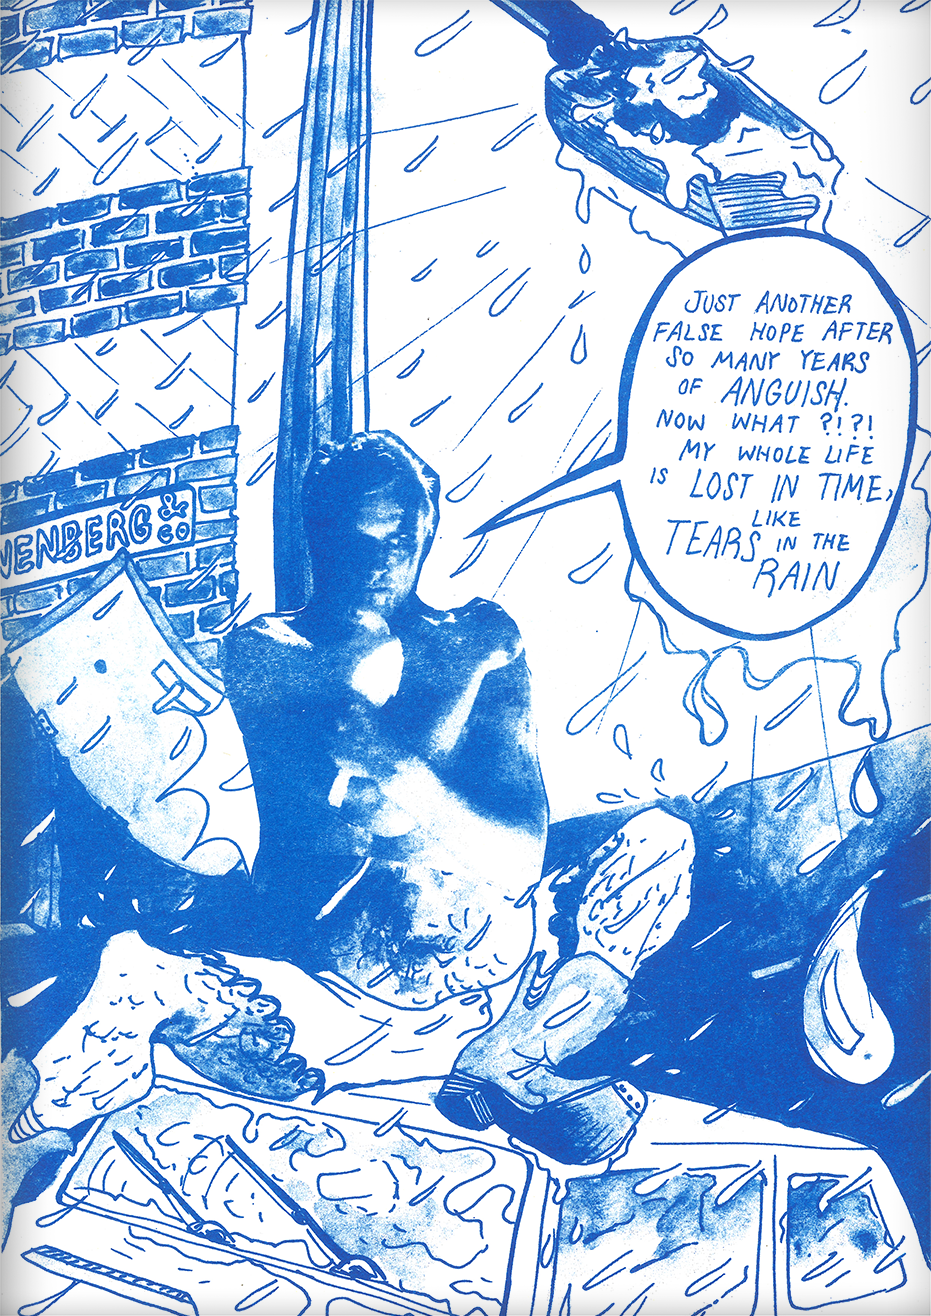 JUST ANOTHER
FALSE HOPE AFTER
SO MANY YEARS
OF ANGUISH.
NOW WHAT ?!?!
MY WHOLE LIFE
IS LOST IN TIME,
LIKE
TEARS IN THE
RAIN
VENBERG & CO